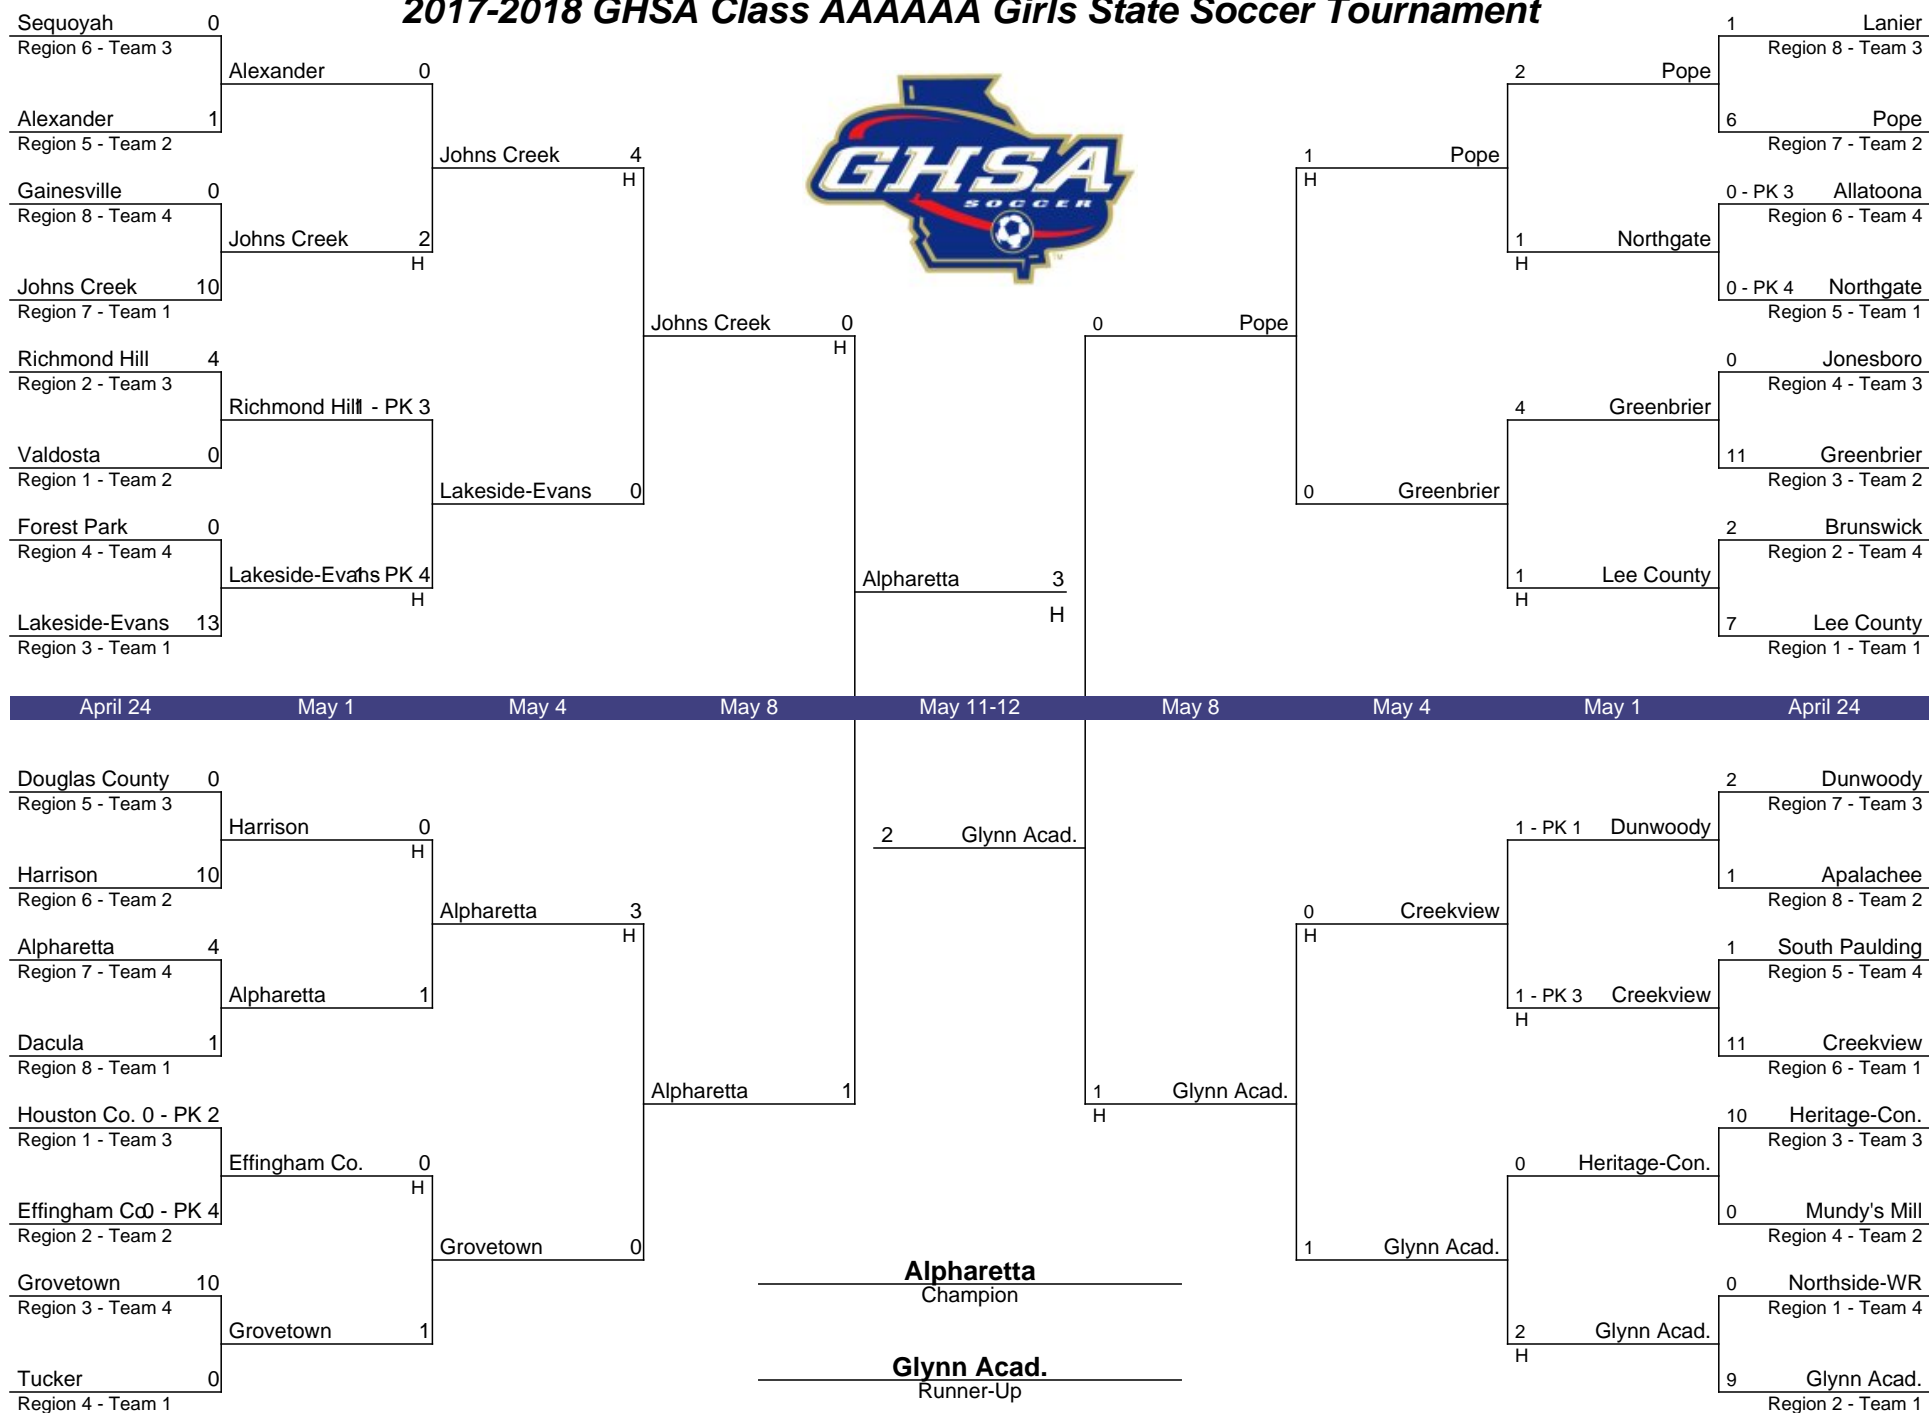 2017-2018 GHSA Class AAAAAA Girls State Soccer Tournament
Sequoyah 0
Region 6 - Team 3
Alexander 1
Region 5 - Team 2
Gainesville 0
Region 8 - Team 4
Johns Creek 10
Region 7 - Team 1
Richmond Hill 4
Region 2 - Team 3
Valdosta 0
Region 1 - Team 2
Forest Park 0
Region 4 - Team 4
Lakeside-Evans 13
Region 3 - Team 1
Alexander 0
Johns Creek 2
H
Richmond Hill 1 - PK 3
Lakeside-Evans 1 - PK 4
H
Johns Creek 4
H
Lakeside-Evans 0
Johns Creek 0
H
Alpharetta 3
H
GHSA
SOCCER
TM
0 Pope
1 Pope
H
0 Greenbrier
2 Pope
1 Northgate
H
4 Greenbrier
1 Lee County
H
1 Lanier
Region 8 - Team 3
6 Pope
Region 7 - Team 2
0 - PK 3 Allatoona
Region 6 - Team 4
0 - PK 4 Northgate
Region 5 - Team 1
0 Jonesboro
Region 4 - Team 3
11 Greenbrier
Region 3 - Team 2
2 Brunswick
Region 2 - Team 4
7 Lee County
Region 1 - Team 1
April 24 May 1 May 4 May 8 May 11-12 May 8 May 4 May 1 April 24
Douglas County 0
Region 5 - Team 3
Harrison 10
Region 6 - Team 2
Alpharetta 4
Region 7 - Team 4
Dacula 1
Region 8 - Team 1
Houston Co. 0 - PK 2
Region 1 - Team 3
Effingham Co. 0 - PK 4
Region 2 - Team 2
Grovetown 10
Region 3 - Team 4
Tucker 0
Region 4 - Team 1
Harrison 0
H
Alpharetta 1
Effingham Co. 0
H
Grovetown 1
Alpharetta 3
H
Grovetown 0
Alpharetta 1
2 Glynn Acad.
1 Glynn Acad.
H
0 Creekview
H
1 Glynn Acad.
1 - PK 1 Dunwoody
1 - PK 3 Creekview
H
0 Heritage-Con.
2 Glynn Acad.
H
2 Dunwoody
Region 7 - Team 3
1 Apalachee
Region 8 - Team 2
1 South Paulding
Region 5 - Team 4
11 Creekview
Region 6 - Team 1
10 Heritage-Con.
Region 3 - Team 3
0 Mundy's Mill
Region 4 - Team 2
0 Northside-WR
Region 1 - Team 4
9 Glynn Acad.
Region 2 - Team 1
Alpharetta
Champion
Glynn Acad.
Runner-Up